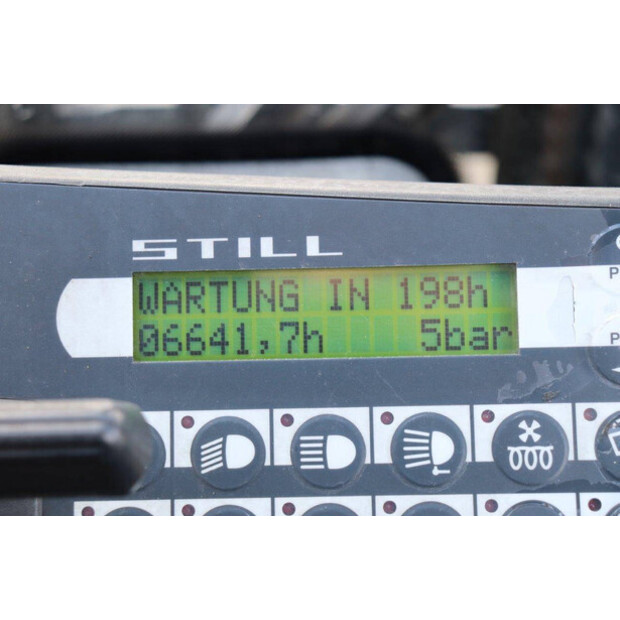 STILL
WARTUNG IN 198h
06641,7h 5bar
P
P